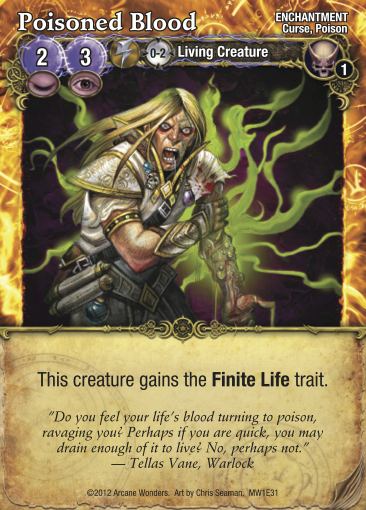 Poisoned Blood
ENCHANTMENT
Curse, Poison
2 3 0-2 Living Creature
1
This creature gains the Finite Life trait.
"Do you feel your life's blood turning to poison,
ravaging you? Perhaps if you are quick, you may
drain enough of it to live? No, perhaps not."
— Tellas Vane, Warlock
©2012 Arcane Wonders. Art by Chris Seaman. MW1E31